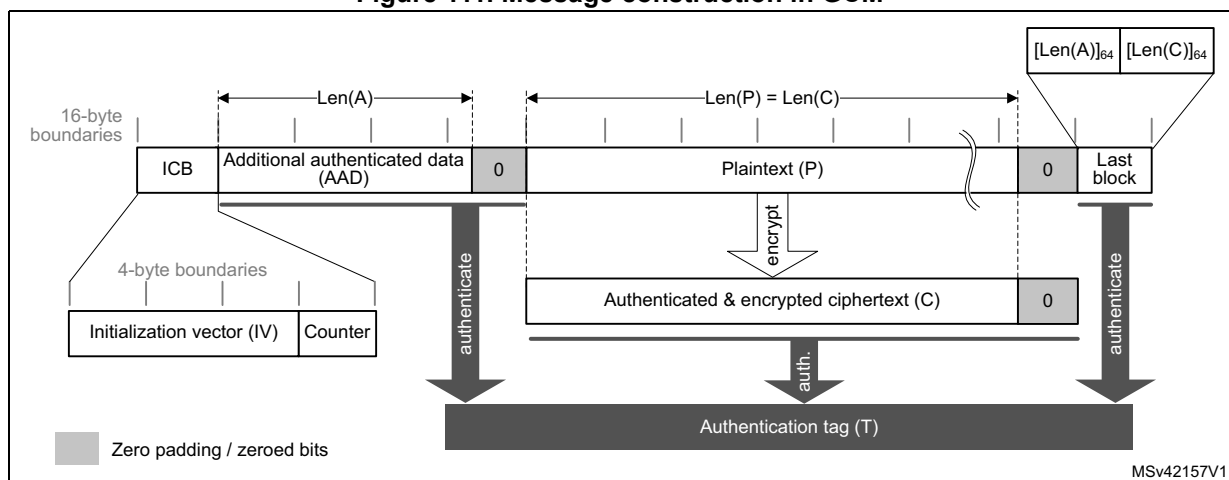 Figure 111. Message construction in GCM
[Len(A)]64 [Len(C)]64
Len(A)
Len(P) = Len(C)
16-byte
boundaries
ICB
Additional authenticated data
(AAD)
0
Plaintext (P)
0
Last
block
encrypt
4-byte boundaries
authenticate
Authenticated & encrypted ciphertext (C)
0
authenticate
Initialization vector (IV)
Counter
auth.
Authentication tag (T)
Zero padding / zeroed bits
MSv42157V1